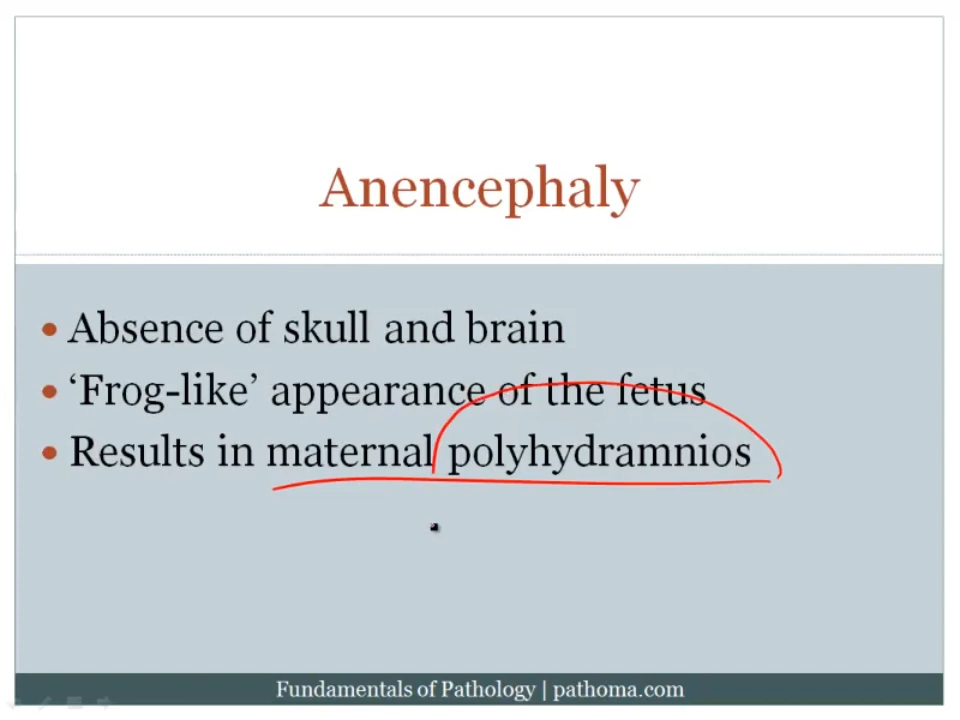 Anencephaly
• Absence of skull and brain
• ‘Frog-like’ appearance of the fetus
• Results in maternal polyhydramnios
Fundamentals of Pathology | pathoma.com